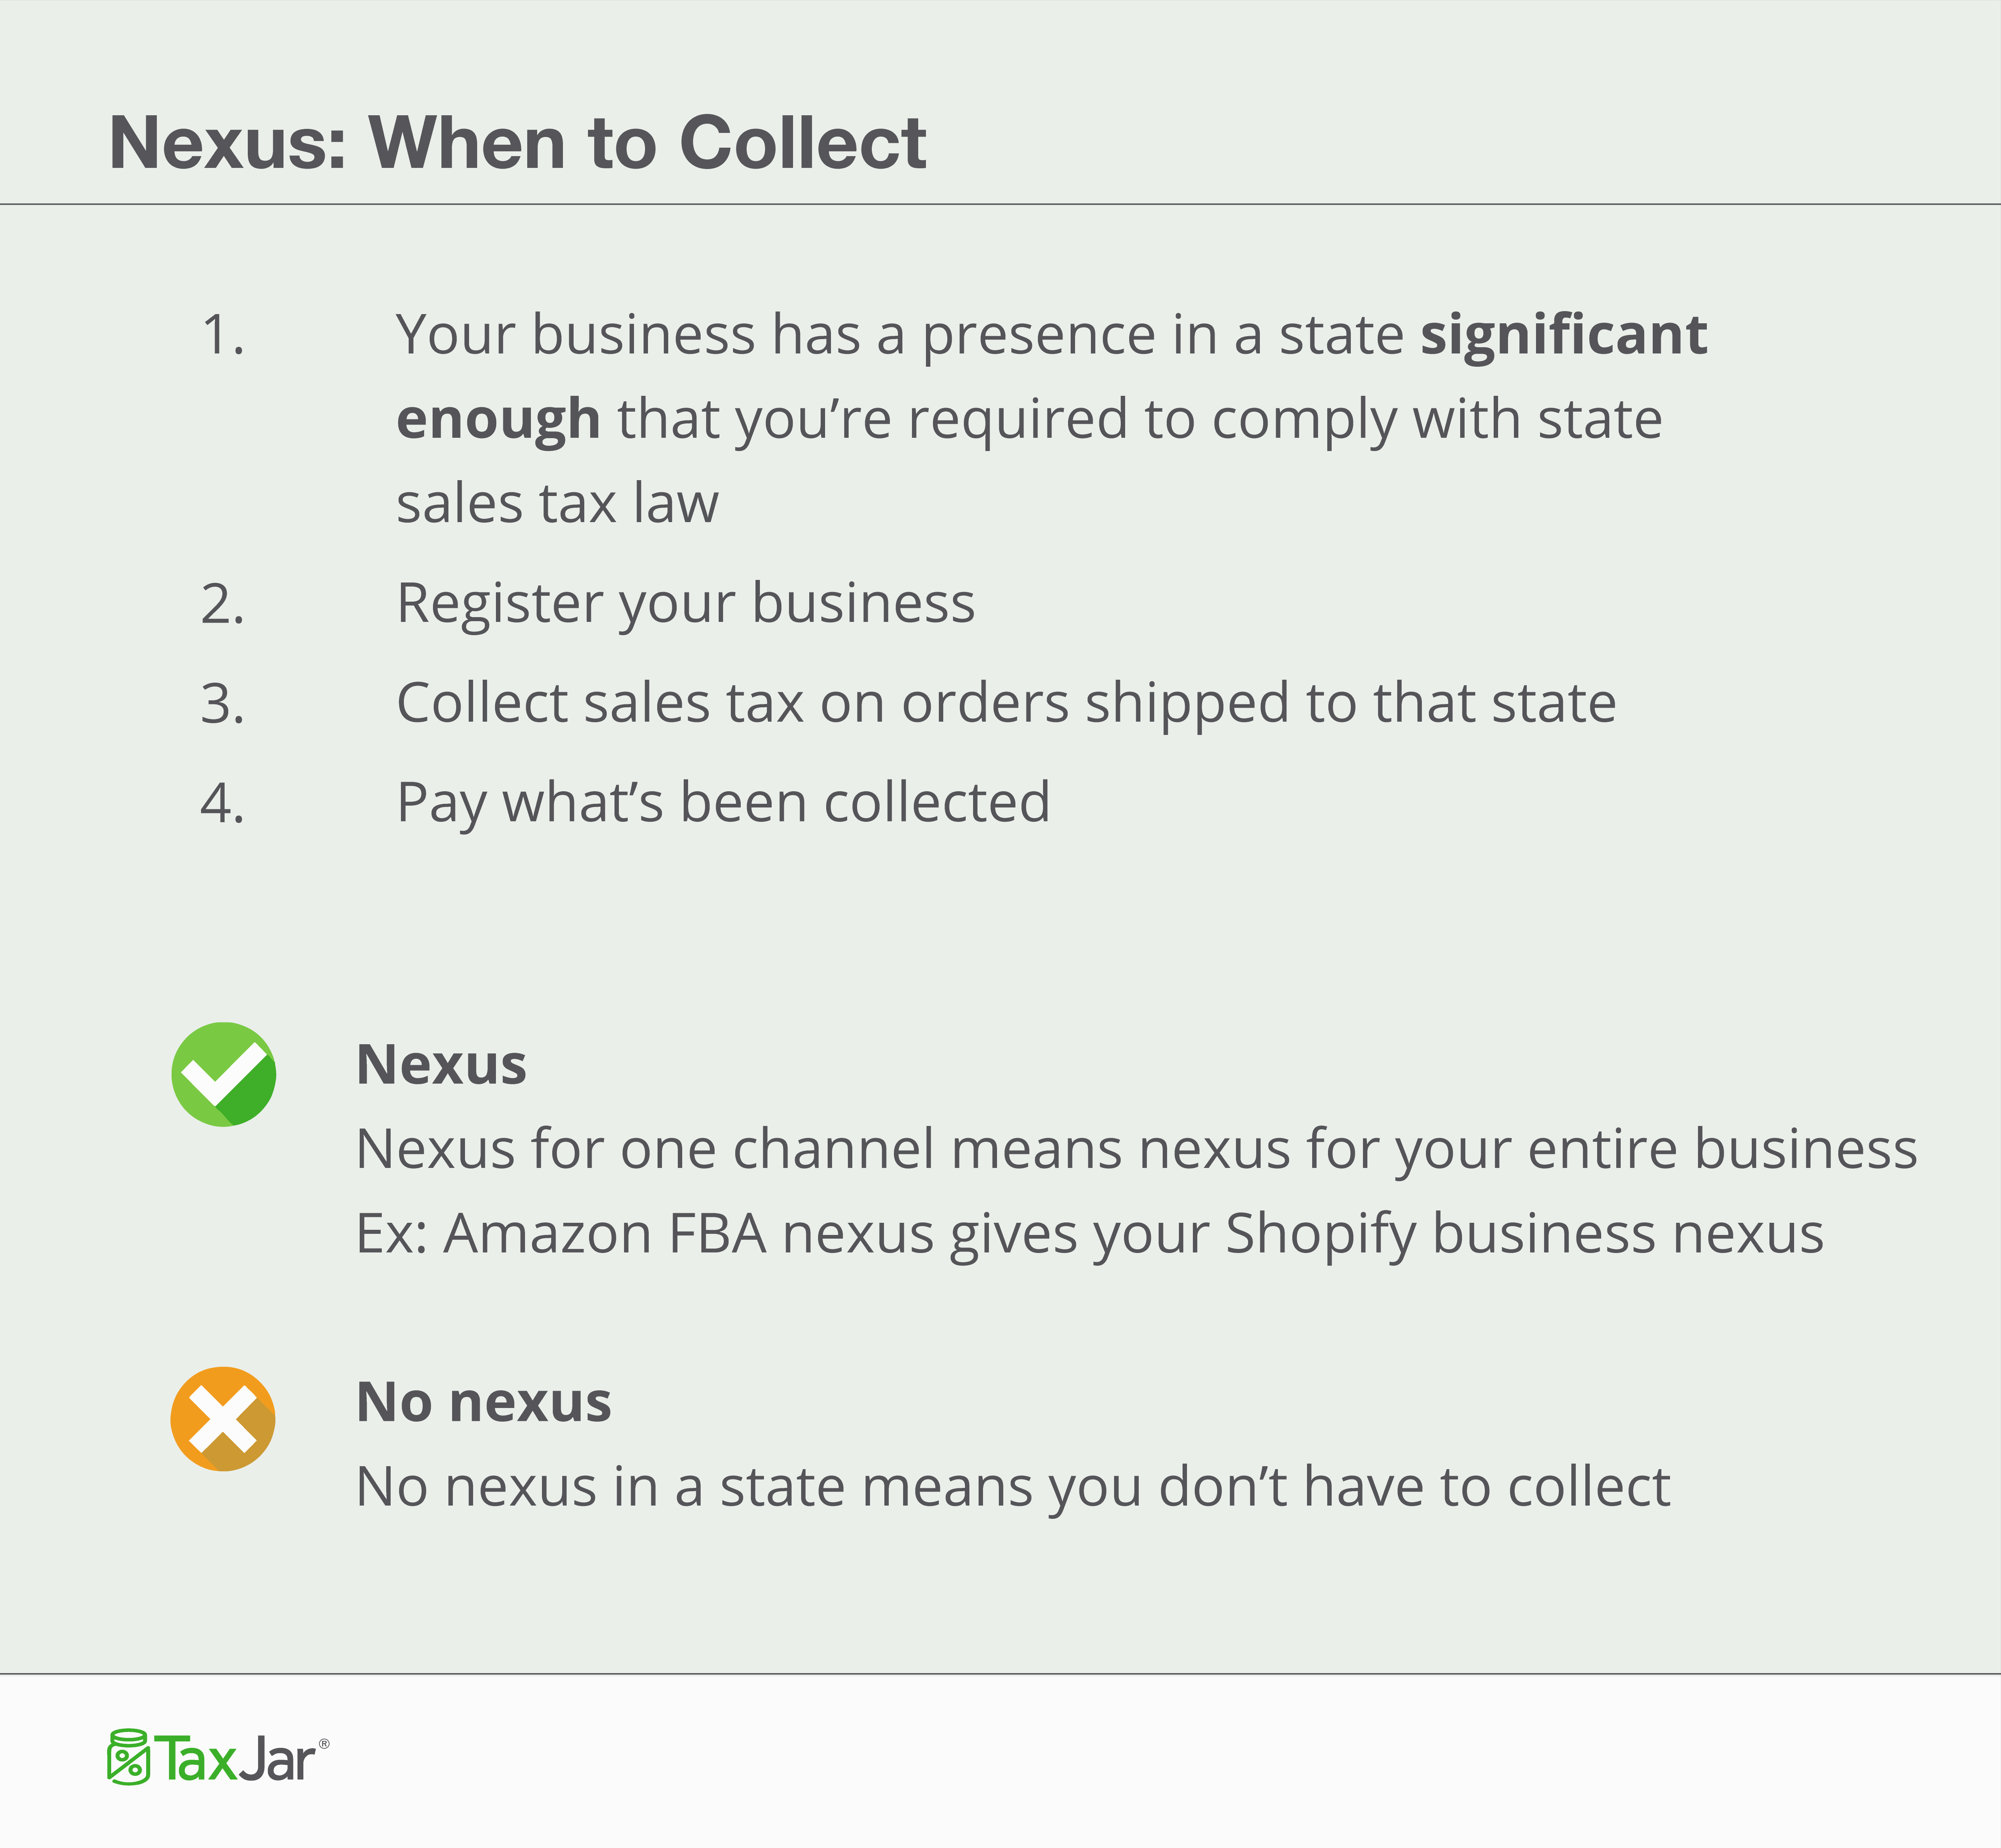 Nexus: When to Collect
1. Your business has a presence in a state significant
enough that you’re required to comply with state
sales tax law
2. Register your business
3. Collect sales tax on orders shipped to that state
4. Pay what’s been collected
Nexus
Nexus for one channel means nexus for your entire business
Ex: Amazon FBA nexus gives your Shopify business nexus
No nexus
No nexus in a state means you don’t have to collect
TaxJar®